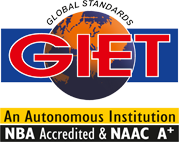 GLOBAL STANDARDS
GIET
An Autonomous Institution
NBA Accredited & NAAC A+